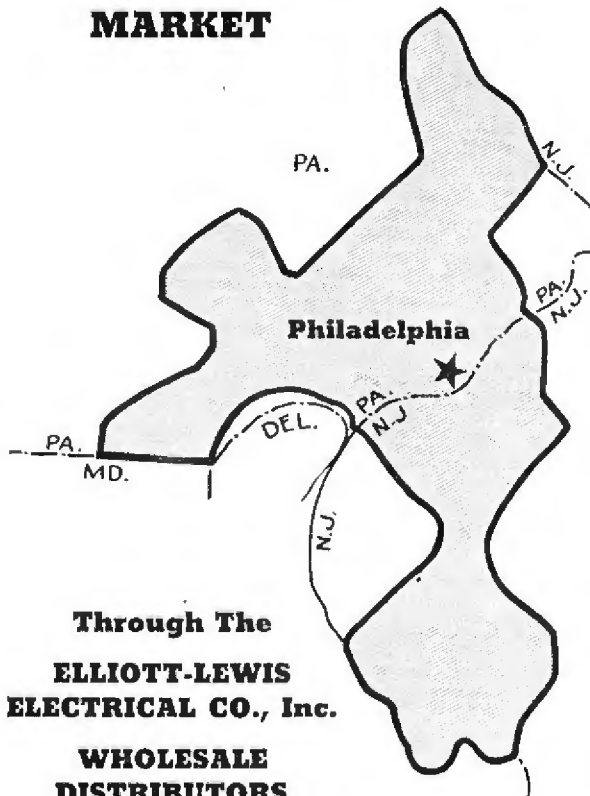 MARKET
PA.
N.J.
PA.
N.J.
Philadelphia
PA.
N.J
DEL.
PA.
MD.
N.J.
Through The
ELLIOTT-LEWIS
ELECTRICAL CO., Inc.
WHOLESALE
DISTRIBUTORS